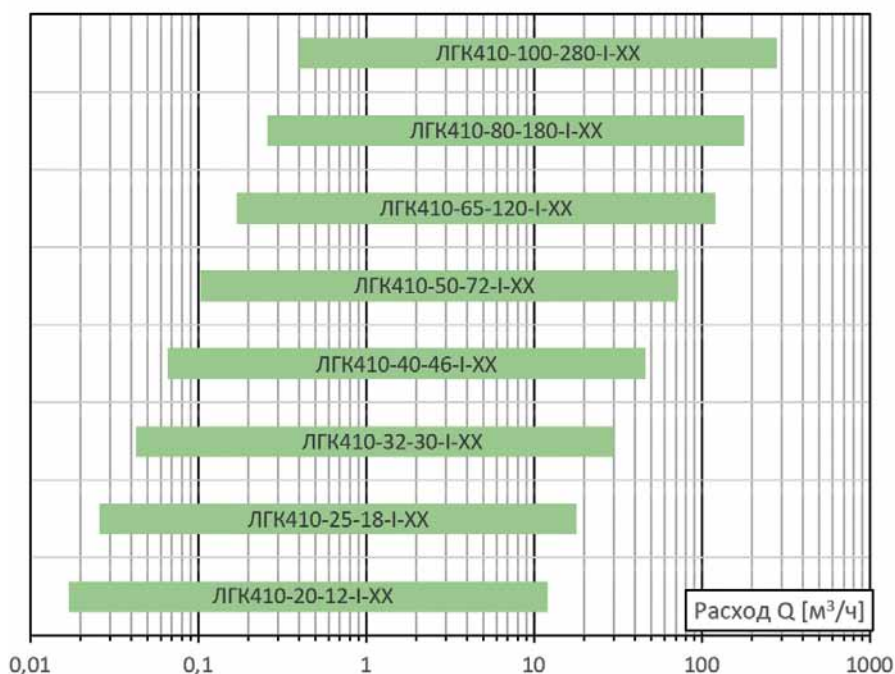 ЛГК410-100-280-I-XX
ЛГК410-80-180-I-XX
ЛГК410-65-120-I-XX
ЛГК410-50-72-I-XX
ЛГК410-40-46-I-XX
ЛГК410-32-30-I-XX
ЛГК410-25-18-I-XX
ЛГК410-20-12-I-XX
Расход Q [м³/ч]
0,01 0,1 1 10 100 1000